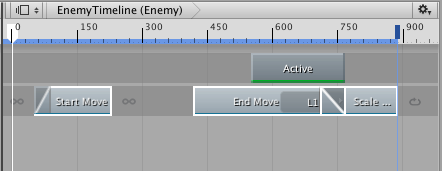 EnemyTimeline (Enemy)
0 150 300 450 600 750 900
Active
Start Move End Move L1 Scale ...